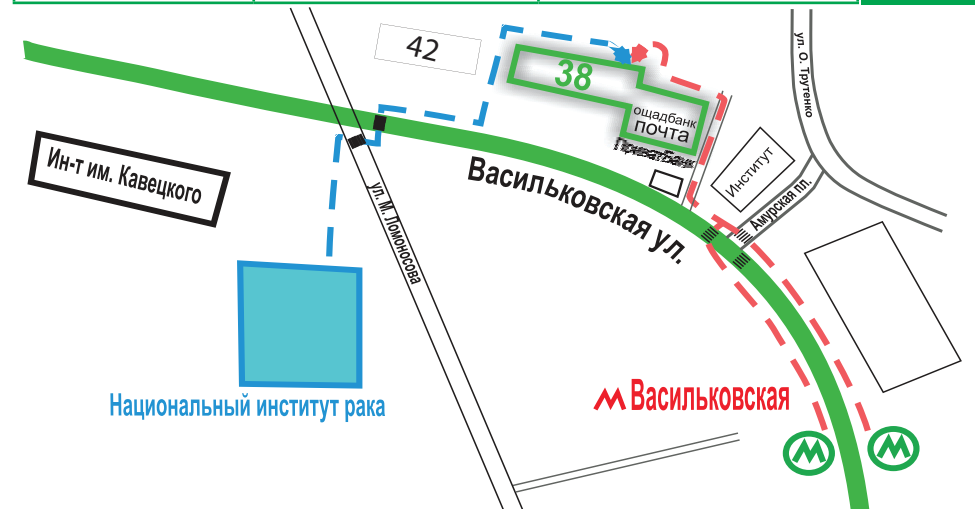 42
38
ощадбанк
почта
ПриватБанк
ул. О. Трутенко
Институт
Амурская пл.
Ин-т им. Кавецкого
ул. М. Ломоносова
Васильковская ул.
Национальный институт рака
М Васильковская
М
М